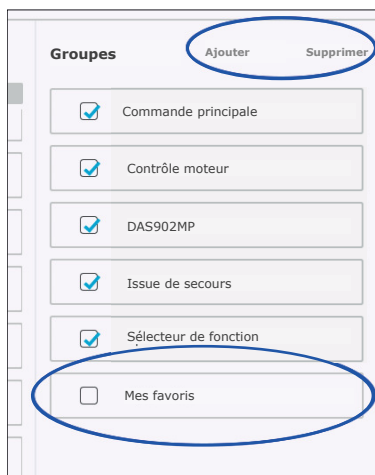 Groupes Ajouter Supprimer
Commande principale
Contrôle moteur
DAS902MP
Issue de secours
Sélecteur de fonction
Mes favoris